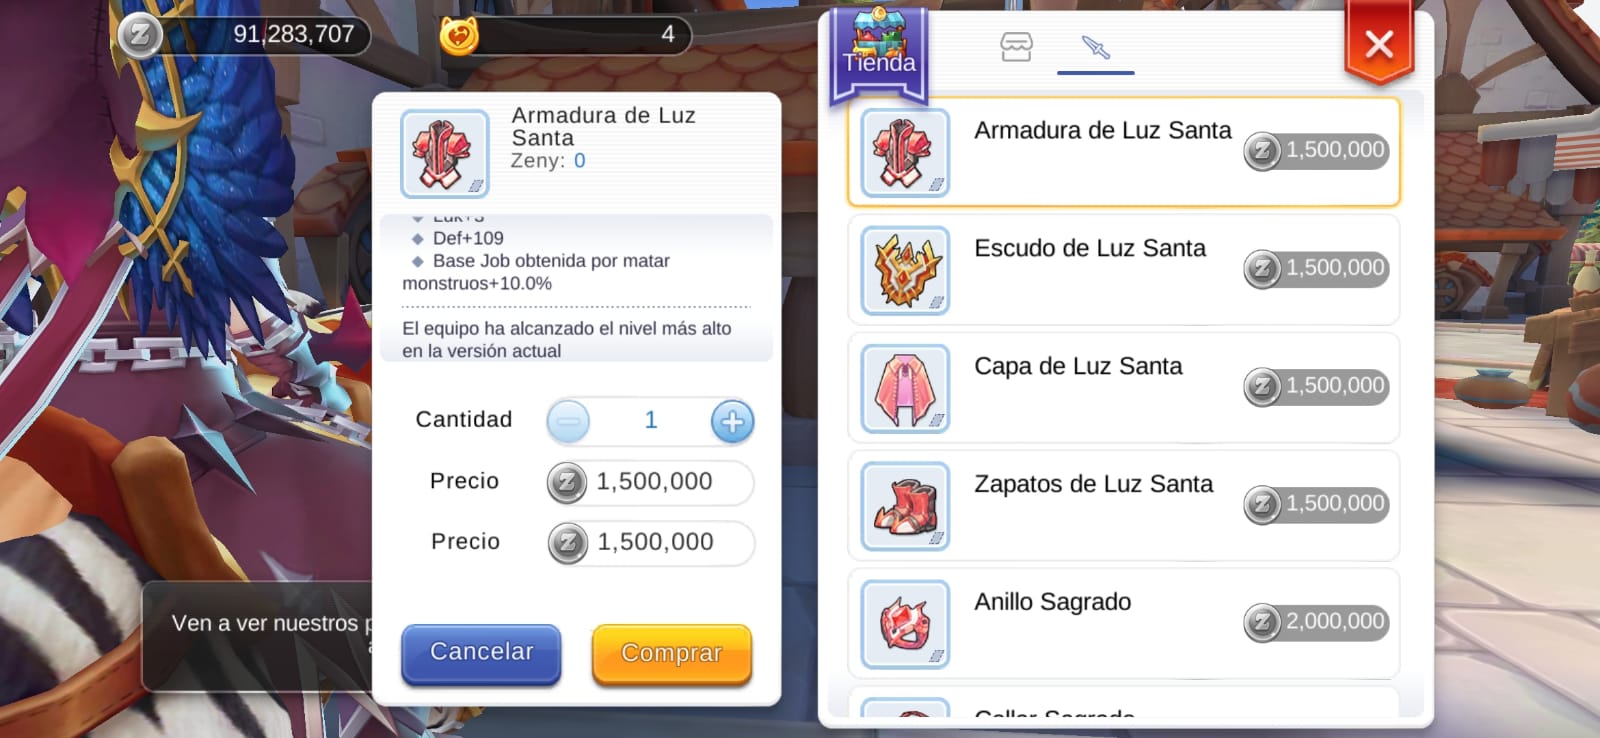 91,283,707
4
Tienda
Armadura de Luz
Santa
Zeny: 0
Luk+3
Def+109
Base Job obtenida por matar
monstruos+10.0%
El equipo ha alcanzado el nivel más alto
en la versión actual
Cantidad
1
Precio
1,500,000
Precio
1,500,000
Cancelar
Comprar
Ven a ver nuestros
Armadura de Luz Santa
1,500,000
Escudo de Luz Santa
1,500,000
Capa de Luz Santa
1,500,000
Zapatos de Luz Santa
1,500,000
Anillo Sagrado
2,000,000
Collar Sagrado